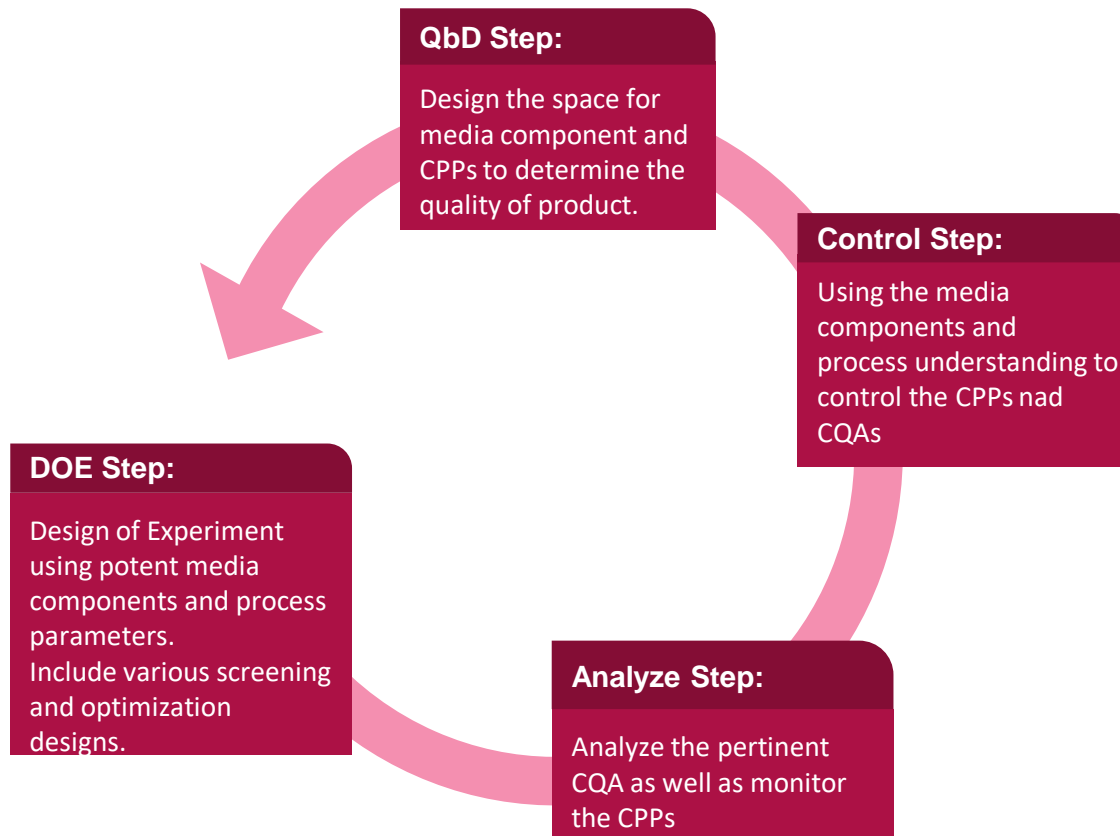 QbD Step:
Design the space for
media component and
CPPs to determine the
quality of product.
Control Step:
Using the media
components and
process understanding to
control the CPPs nad
CQAs
DOE Step:
Design of Experiment
using potent media
components and process
parameters.
Include various screening
and optimization
designs.
Analyze Step:
Analyze the pertinent
CQA as well as monitor
the CPPs